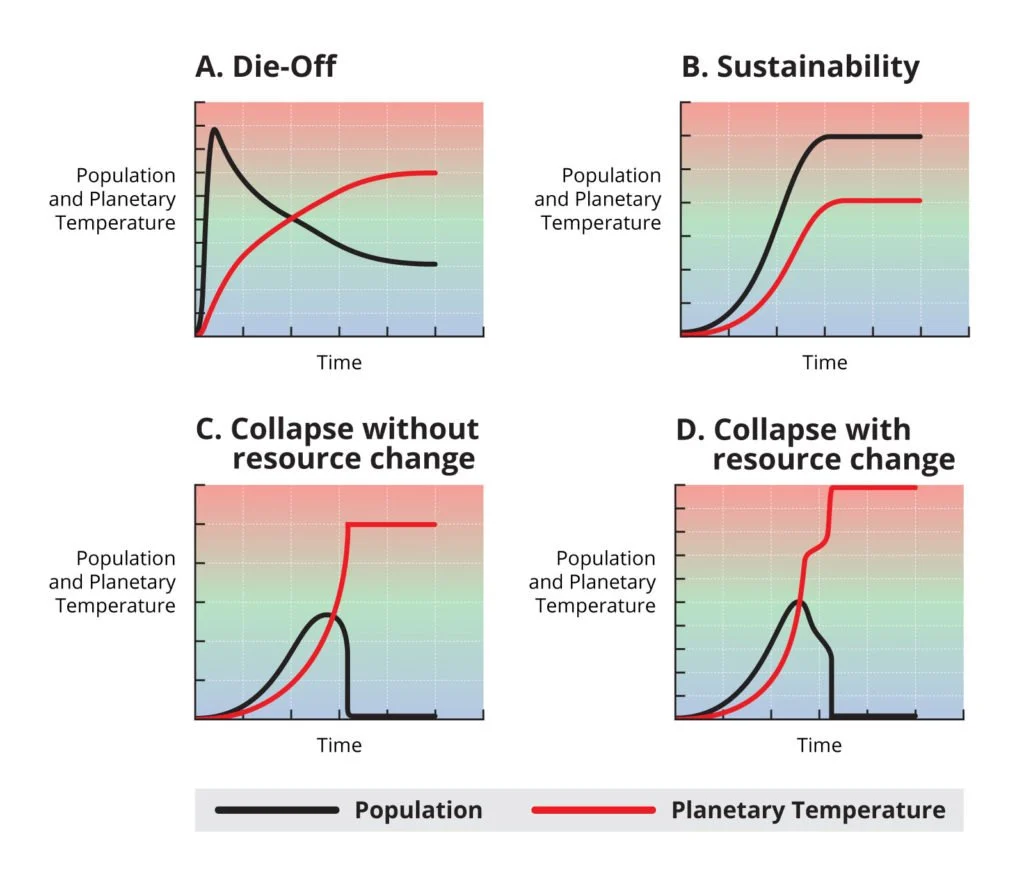 A. Die-Off
Population
and Planetary
Temperature
Time
B. Sustainability
Population
and Planetary
Temperature
Time
C. Collapse without
resource change
Population
and Planetary
Temperature
Time
D. Collapse with
resource change
Population
and Planetary
Temperature
Time
Population
Planetary Temperature